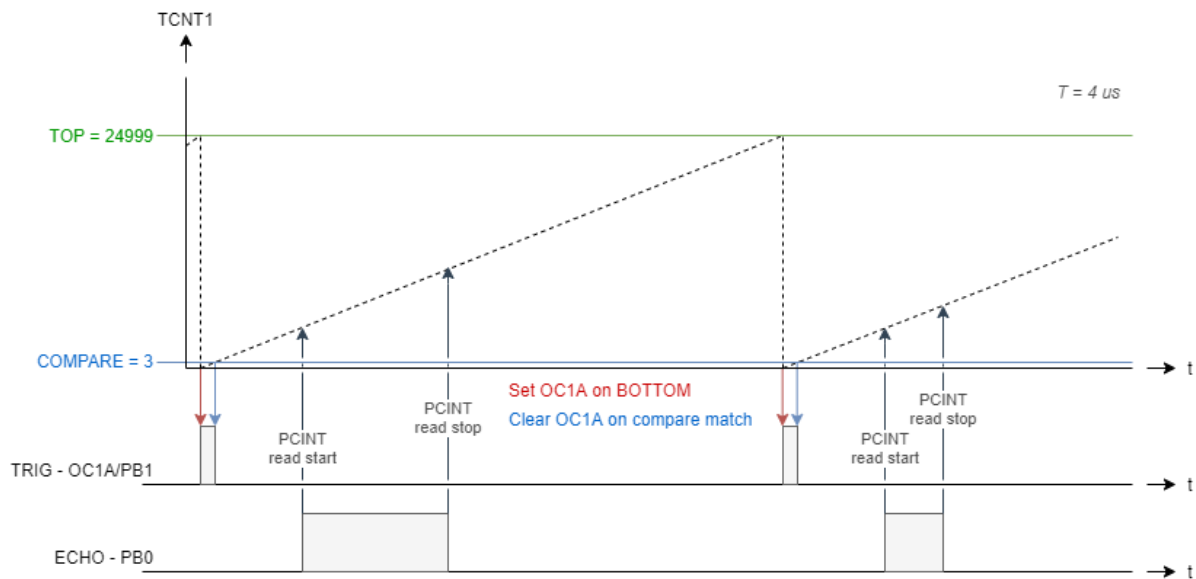 TCNT1
T = 4 us
TOP = 24999
COMPARE = 3
t
Set OC1A on BOTTOM
Clear OC1A on compare match
PCINT
read start
PCINT
read stop
PCINT
read start
PCINT
read stop
TRIG - OC1A/PB1
t
ECHO - PB0
t